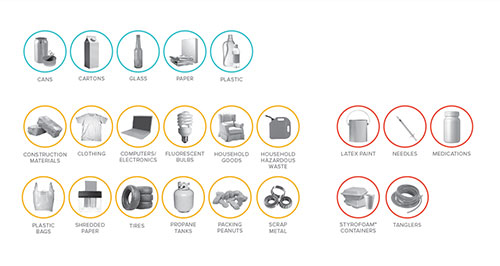 CANS
CARTONS
GLASS
PAPER
PLASTIC
CONSTRUCTION
MATERIALS
CLOTHING
COMPUTERS/
ELECTRONICS
FLUORESCENT
BULBS
HOUSEHOLD
GOODS
HOUSEHOLD
HAZARDOUS
WASTE
LATEX PAINT
NEEDLES
MEDICATIONS
PLASTIC
BAGS
SHREDDED
PAPER
TIRES
PROPANE
TANKS
PACKING
PEANUTS
SCRAP
METAL
STYROFOAM®
CONTAINERS
TANGLERS